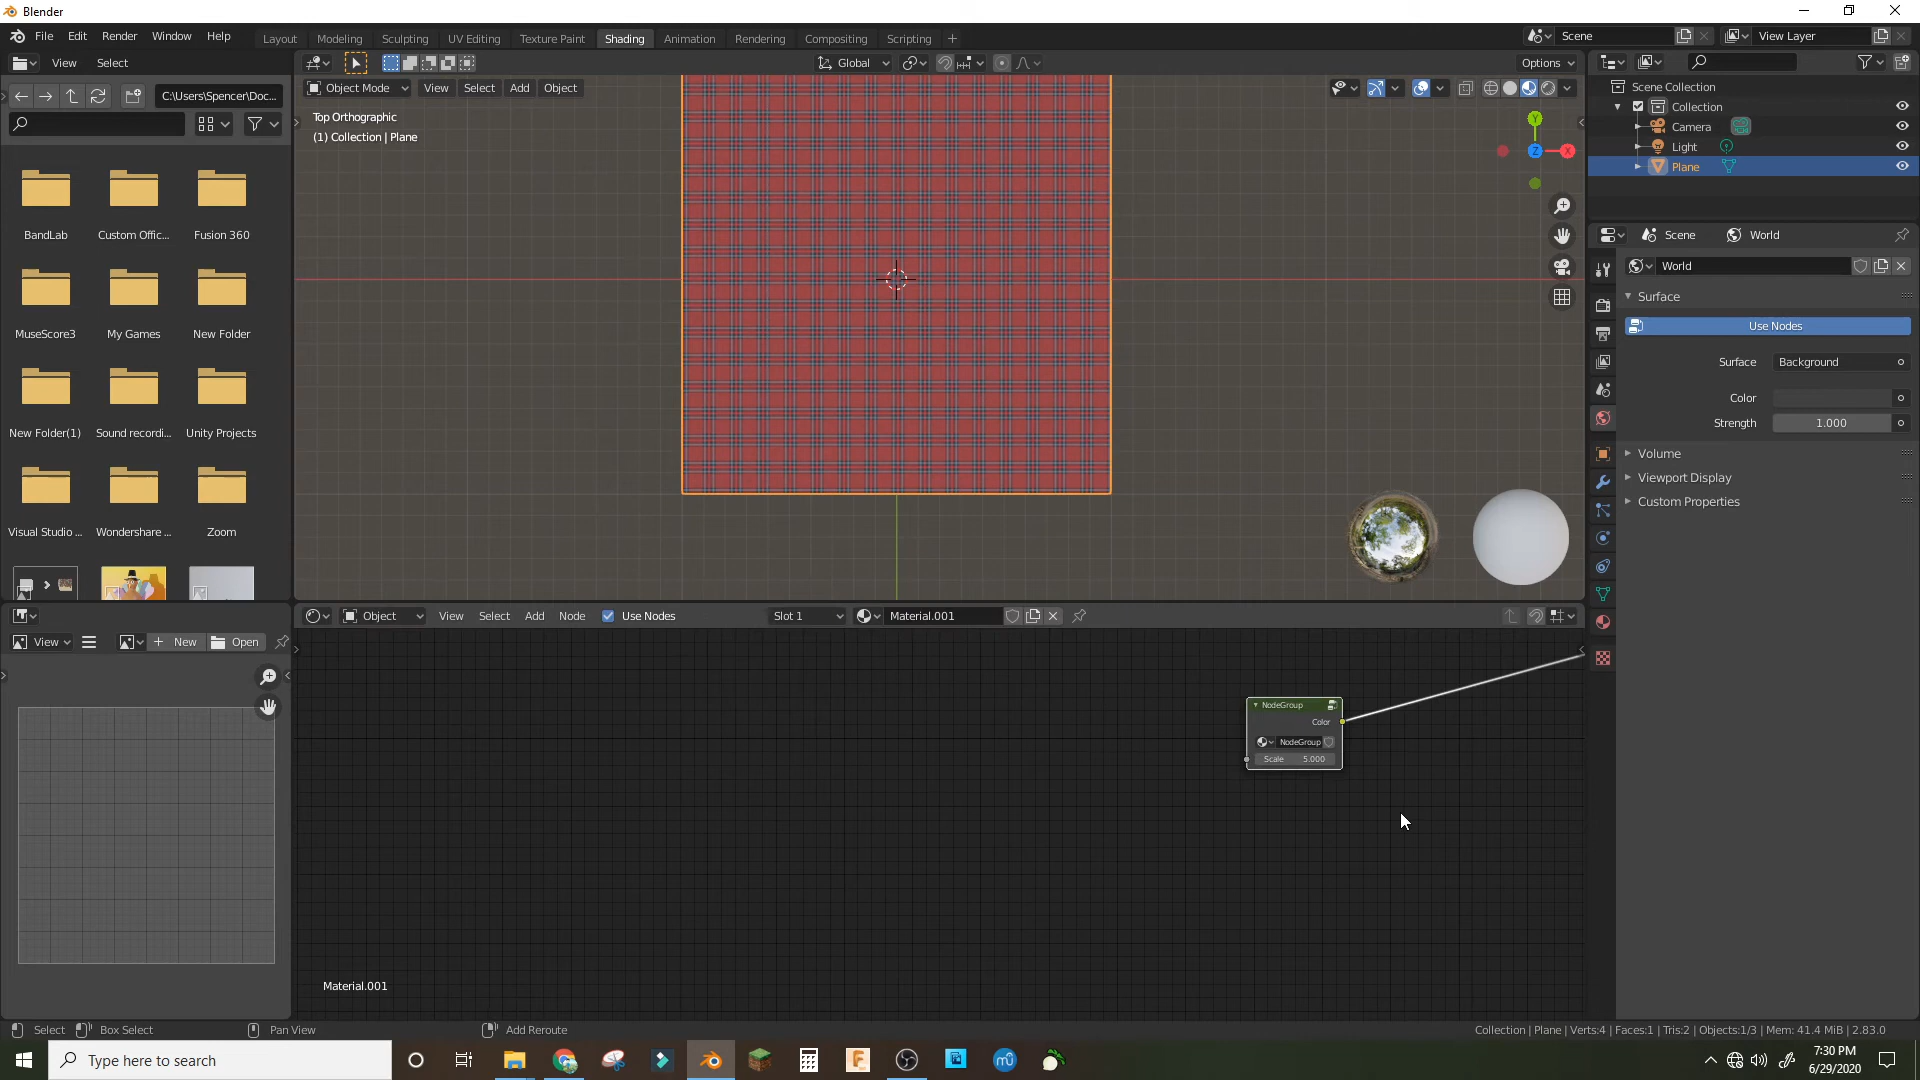 Blender
File Edit Render Window Help
Layout Modeling Sculpting UV Editing Texture Paint Shading Animation Rendering Compositing Scripting
Scene View Layer
View Select
Global Options
C:\Users\Spencer\Doc...
Object Mode View Select Add Object
Top Orthographic
(1) Collection | Plane
Y
X
Z
Scene Collection
Collection
Camera
Light
Plane
BandLab Custom Offic... Fusion 360
MuseScore3 My Games New Folder
New Folder(1) Sound recordi... Unity Projects
Visual Studio ... Wondershare ... Zoom
Scene World
World
Surface
Use Nodes
Surface Background
Color
Strength 1.000
Volume
Viewport Display
Custom Properties
Object View Select Add Node Use Nodes Slot 1 Material.001
View New Open
NodeGroup
Color
NodeGroup
Scale 5.000
Material.001
Select Box Select Pan View Add Reroute
Collection | Plane | Verts:4 | Faces:1 | Tris:2 | Objects:1/3 | Mem: 41.4 MiB | 2.83.0
Type here to search
7:30 PM
6/29/2020